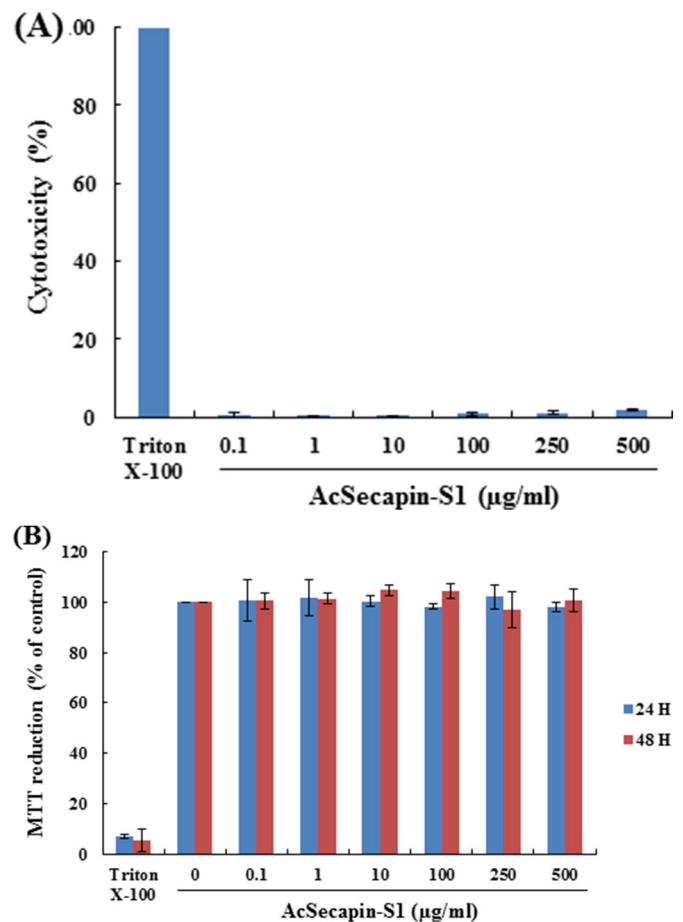 (A)
.00
80
60
40
20
0
Cytotoxicity (%)
Triton
X-100
0.1 1 10 100 250 500
AcSecapin-S1 (µg/ml)
(B)
120
100
80
60
40
20
0
MTT reduction (% of control)
24 H
48 H
Triton
X-100
0 0.1 1 10 100 250 500
AcSecapin-S1 (µg/ml)